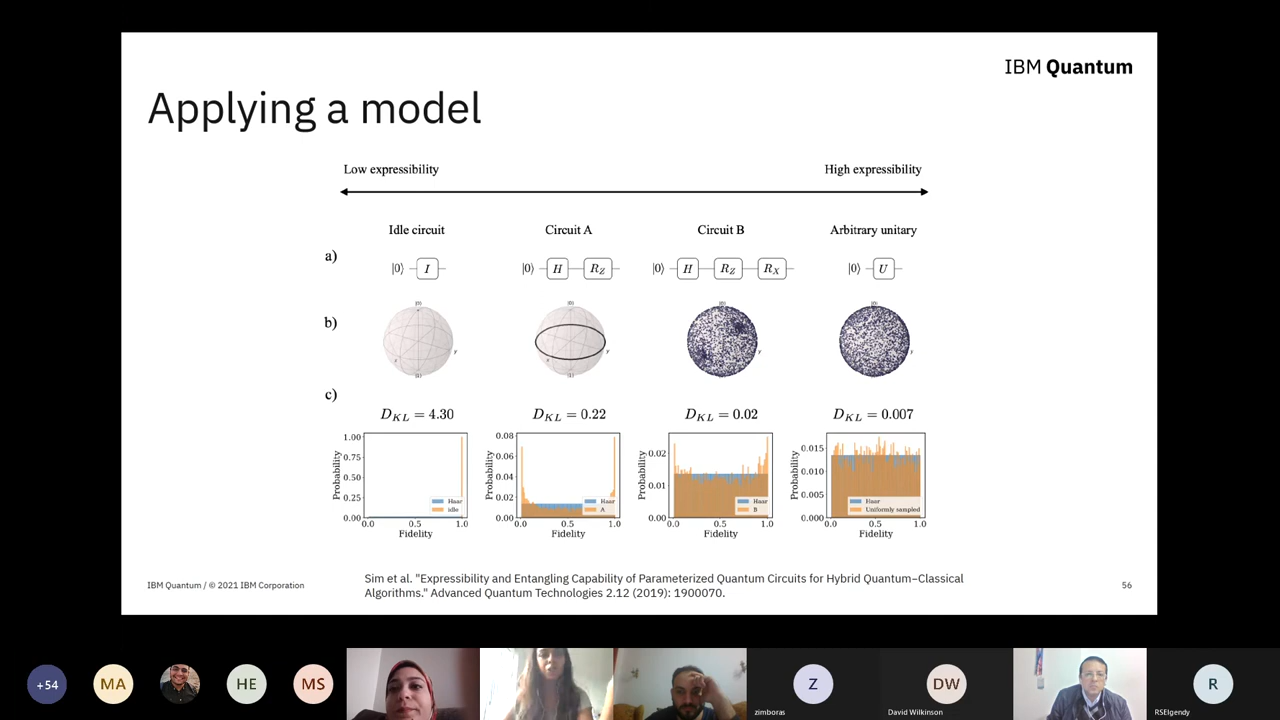 IBM Quantum
Applying a model
Low expressibility High expressibility
Idle circuit Circuit A Circuit B Arbitrary unitary
a)
|0⟩ I |0⟩ H R_Z |0⟩ H R_Z R_X |0⟩ U
b)
|0⟩ |0⟩ |0⟩ |0⟩
x y x y y y
|1⟩ |1⟩
c)
D_KL = 4.30 D_KL = 0.22 D_KL = 0.02 D_KL = 0.007
Probability
1.00
0.75
0.50
0.25
0.00
Haar
idle
0.0 0.5 1.0
Fidelity
Probability
0.08
0.06
0.04
0.02
0.00
Haar
A
0.0 0.5 1.0
Fidelity
Probability
0.02
0.01
0.00
Haar
B
0.0 0.5 1.0
Fidelity
Probability
0.015
0.010
0.005
0.000
Haar
Uniformly sampled
0.0 0.5 1.0
Fidelity
IBM Quantum / © 2021 IBM Corporation
Sim et al. "Expressibility and Entangling Capability of Parameterized Quantum Circuits for Hybrid Quantum–Classical
Algorithms." Advanced Quantum Technologies 2.12 (2019): 1900070.
56
+54 MA HE MS Z DW R
zimboras David Wilkinson RSElgendy